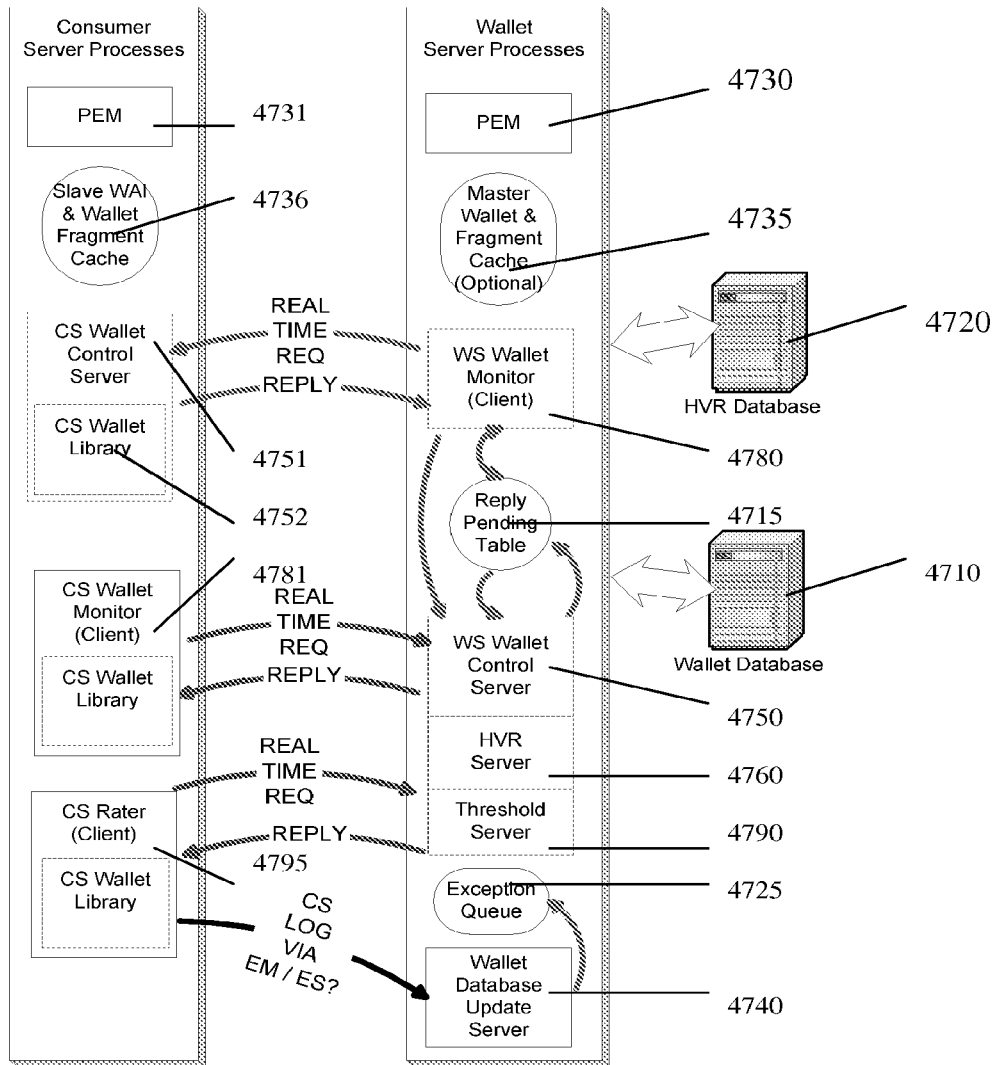 Consumer
Server Processes
PEM
4731
Slave WAI
& Wallet
Fragment
Cache
4736
CS Wallet
Control
Server
CS Wallet
Library
4751
4752
REAL
TIME
REQ
REPLY
4781
CS Wallet
Monitor
(Client)
CS Wallet
Library
REAL
TIME
REQ
REPLY
CS Rater
(Client)
CS Wallet
Library
REAL
TIME
REQ
REPLY
4795
CS
LOG
VIA
EM / ES?
Wallet
Server Processes
PEM
4730
Master
Wallet &
Fragment
Cache
(Optional)
4735
HVR Database
4720
WS Wallet
Monitor
(Client)
4780
Reply
Pending
Table
4715
Wallet Database
4710
WS Wallet
Control
Server
4750
HVR
Server
4760
Threshold
Server
4790
Exception
Queue
4725
Wallet
Database
Update
Server
4740